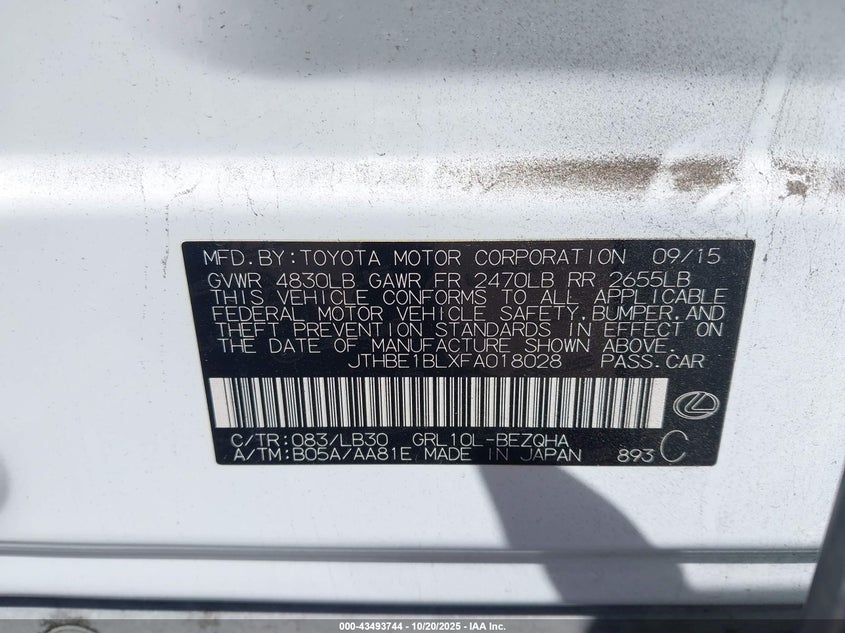 MFD.BY:TOYOTA MOTOR CORPORATION 09/15
GVWR 4830LB GAWR FR 2470LB RR 2655LB
THIS VEHICLE CONFORMS TO ALL APPLICABLE
FEDERAL MOTOR VEHICLE SAFETY,BUMPER,AND
THEFT PREVENTION STANDARDS IN EFFECT ON
THE DATE OF MANUFACTURE SHOWN ABOVE.
JTHBE1BLXFA018028 PASS.CAR
C/TR:083/LB30 GRL10L-BEZQHA
A/TM:B05A/AA81E MADE IN JAPAN 893 C
000-43493744 | 10/20/2025 - IAA Inc.